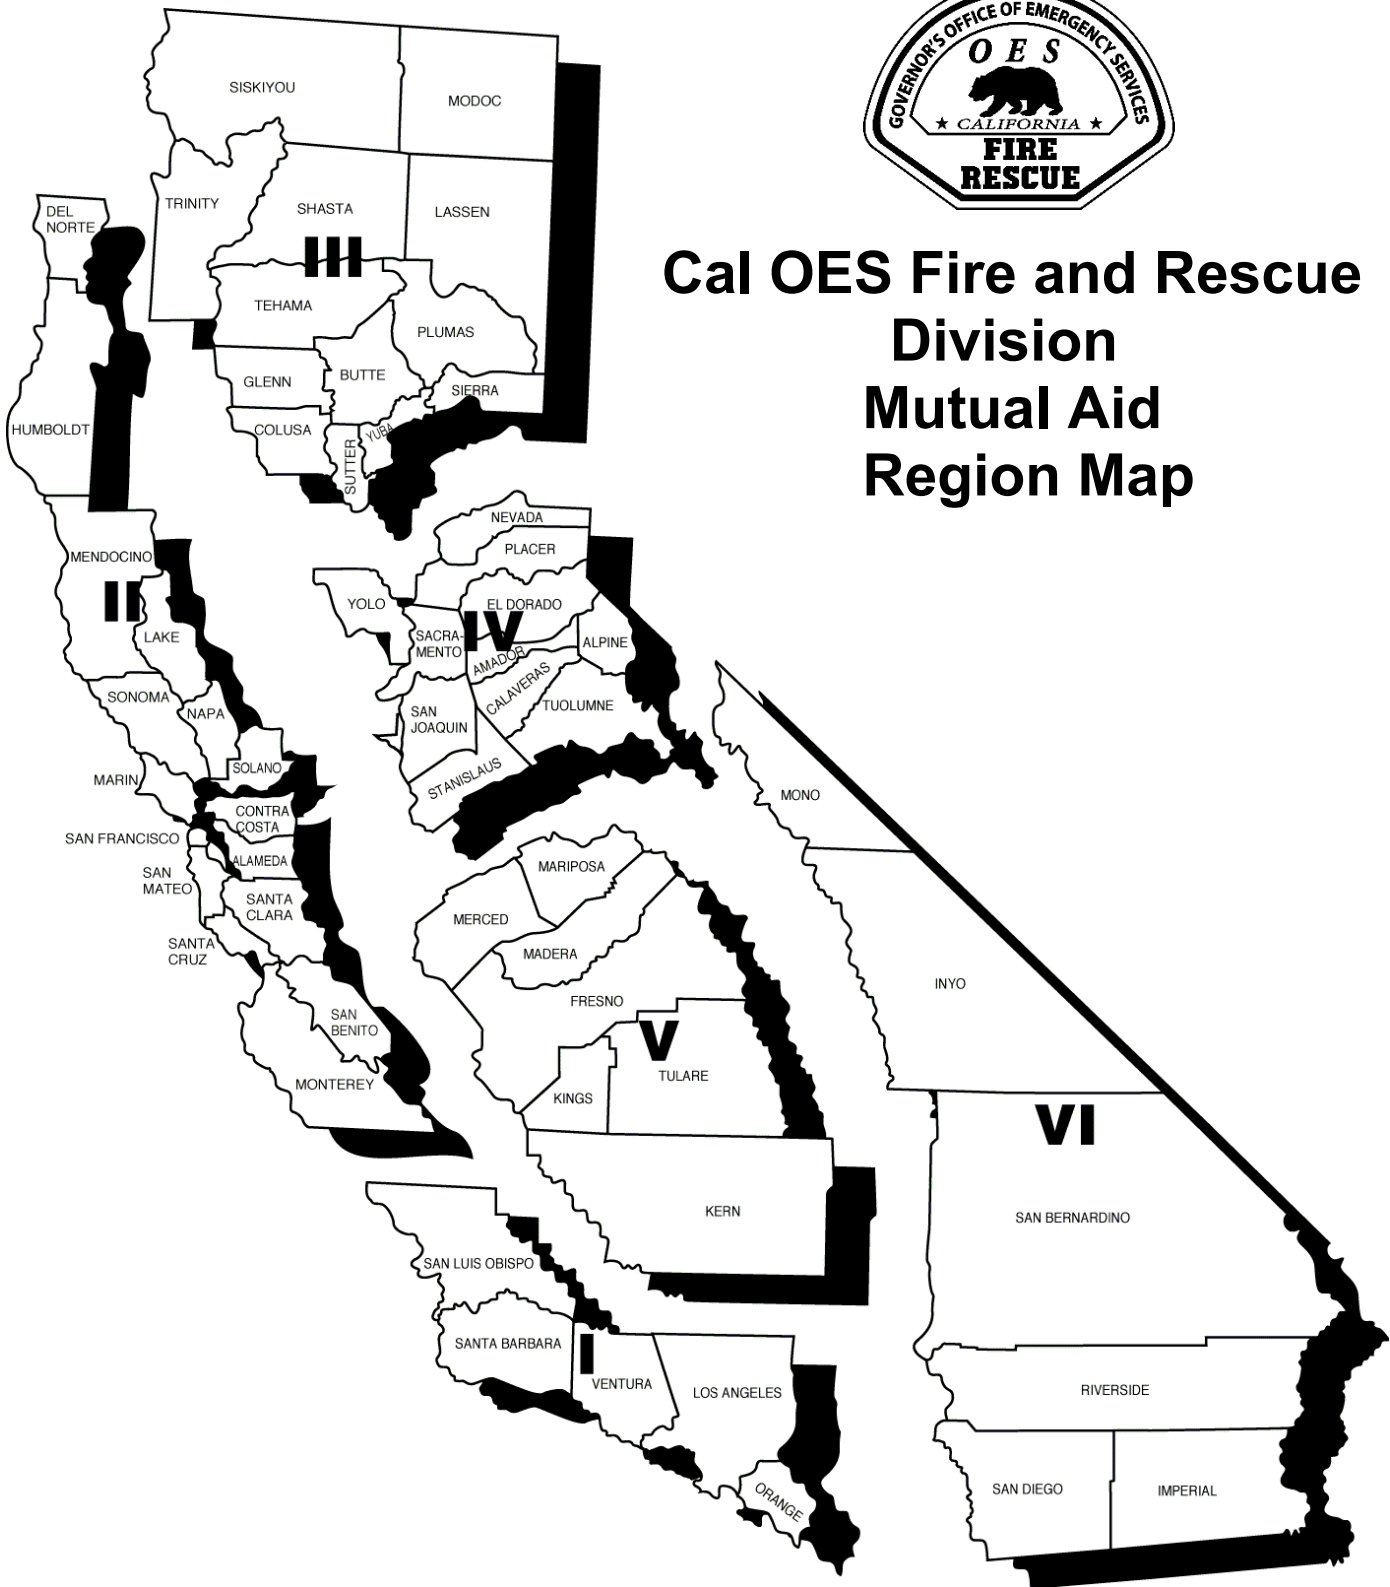 GOVERNOR'S OFFICE OF EMERGENCY SERVICES
OES
★ CALIFORNIA ★
FIRE
RESCUE
Cal OES Fire and Rescue
Division
Mutual Aid
Region Map
SISKIYOU
MODOC
TRINITY
SHASTA
LASSEN
III
TEHAMA
PLUMAS
GLENN
BUTTE
SIERRA
COLUSA
SUTTER
YUBA
DEL
NORTE
HUMBOLDT
MENDOCINO
II
LAKE
SONOMA
NAPA
MARIN
SOLANO
CONTRA
COSTA
SAN FRANCISCO
ALAMEDA
SAN
MATEO
SANTA
CLARA
SANTA
CRUZ
SAN
BENITO
MONTEREY
NEVADA
PLACER
YOLO
EL DORADO
IV
SACRA-
MENTO
ALPINE
AMADOR
CALAVERAS
SAN
JOAQUIN
TUOLUMNE
STANISLAUS
MARIPOSA
MERCED
MADERA
FRESNO
V
TULARE
KINGS
KERN
MONO
INYO
VI
SAN BERNARDINO
RIVERSIDE
SAN DIEGO
IMPERIAL
SAN LUIS OBISPO
SANTA BARBARA
I
VENTURA
LOS ANGELES
ORANGE